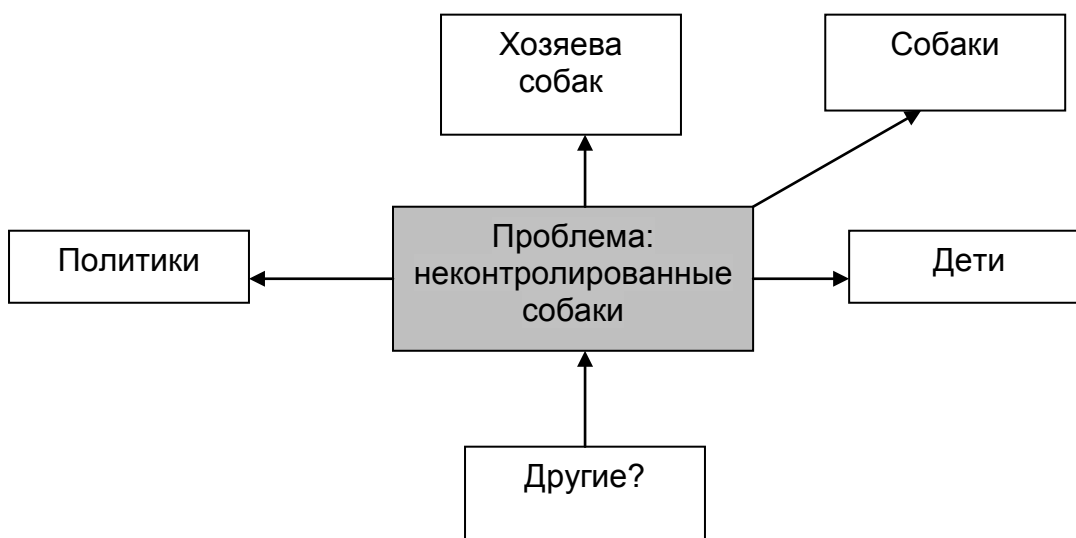 Хозяева
собак
Собаки
Политики
Проблема:
неконтролированные
собаки
Дети
Другие?